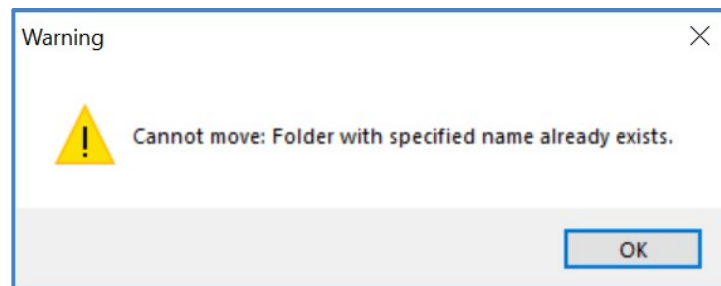 Warning
Cannot move: Folder with specified name already exists.
OK